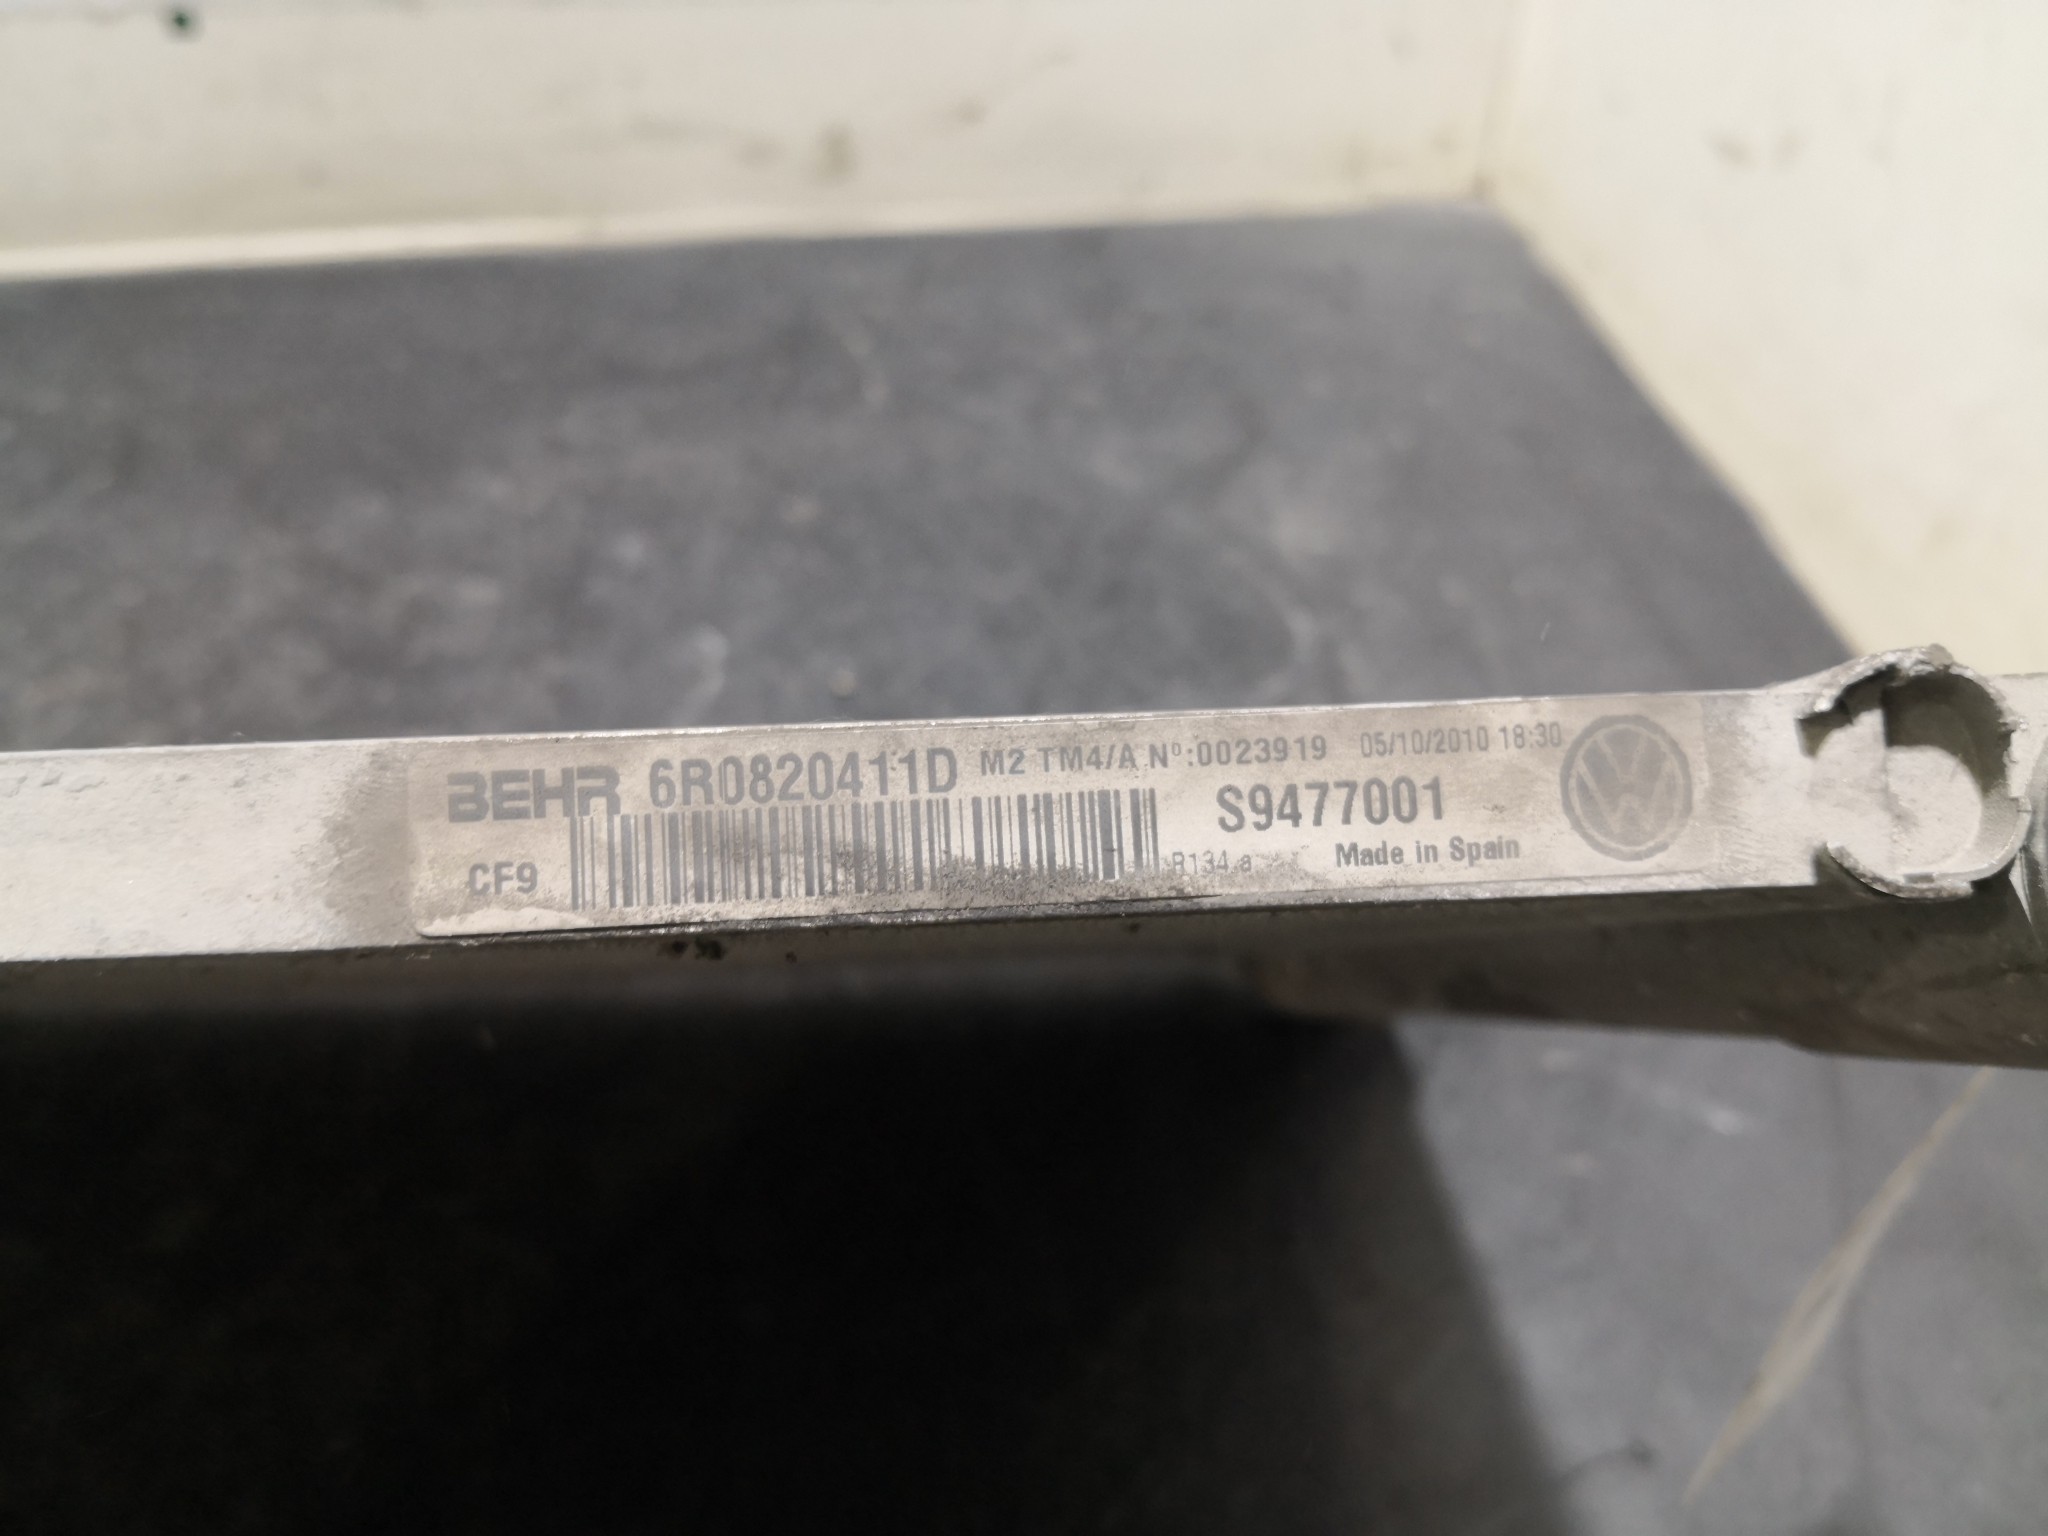 BEHR 6R0820411D M2 TM4/A Nº:0023919 05/10/2010 18:30
S9477001
CF9 R134 a Made in Spain